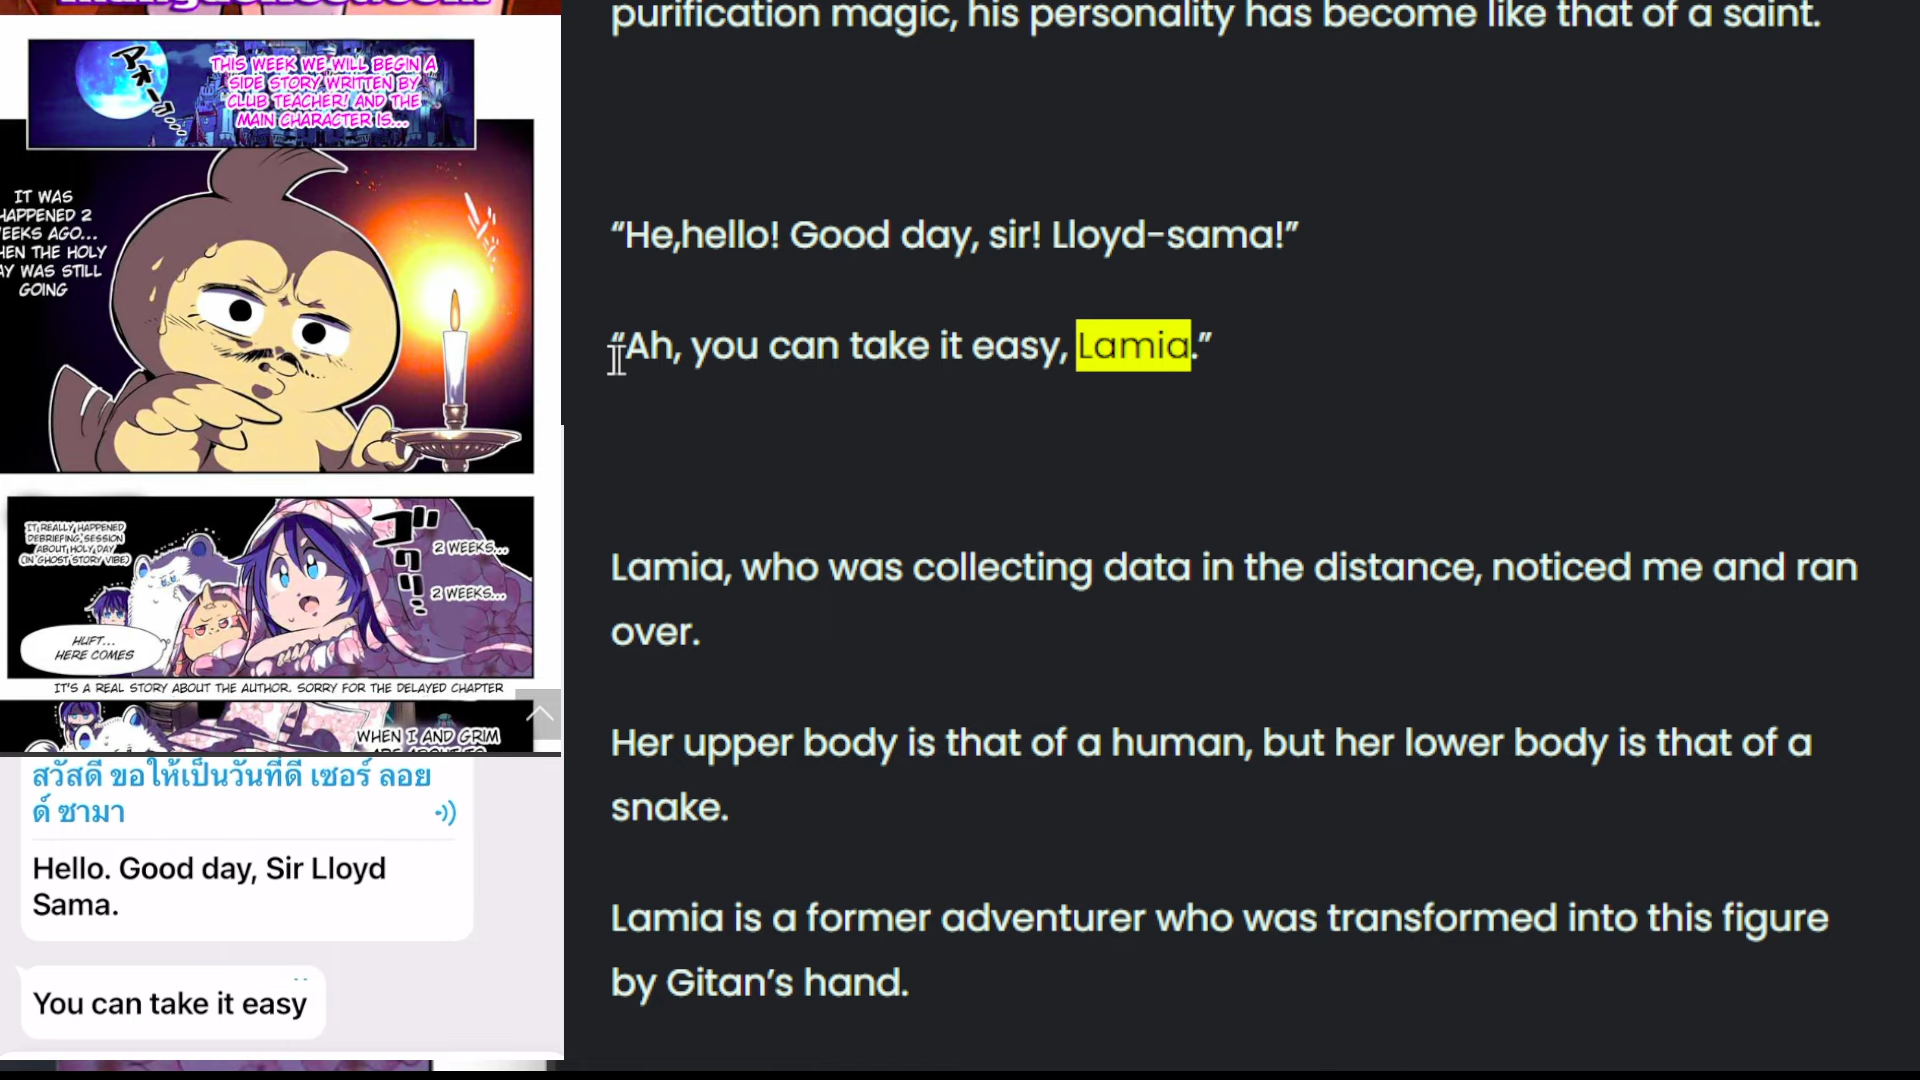 THIS WEEK WE WILL BEGIN A
SIDE STORY WRITTEN BY
CLUB TEACHER! AND THE
MAIN CHARACTER IS...
IT WAS
HAPPENED 2
WEEKS AGO...
WHEN THE HOLY
DAY WAS STILL
GOING
IT REALLY HAPPENED
DEBRIEFING SESSION
ABOUT HOLY DAY
(IN GHOST STORY VIBE)
ゴクリ...
2 WEEKS...
2 WEEKS...
HUFT...
HERE COMES
IT'S A REAL STORY ABOUT THE AUTHOR. SORRY FOR THE DELAYED CHAPTER
WHEN I AND GRIM
สวัสดี ขอให้เป็นวันที่ดี เซอร์ ลอย
ด์ ซามา
Hello. Good day, Sir Lloyd
Sama.
You can take it easy
purification magic, his personality has become like that of a saint.
“He,hello! Good day, sir! Lloyd-sama!”
“Ah, you can take it easy, Lamia.”
Lamia, who was collecting data in the distance, noticed me and ran
over.
Her upper body is that of a human, but her lower body is that of a
snake.
Lamia is a former adventurer who was transformed into this figure
by Gitan’s hand.